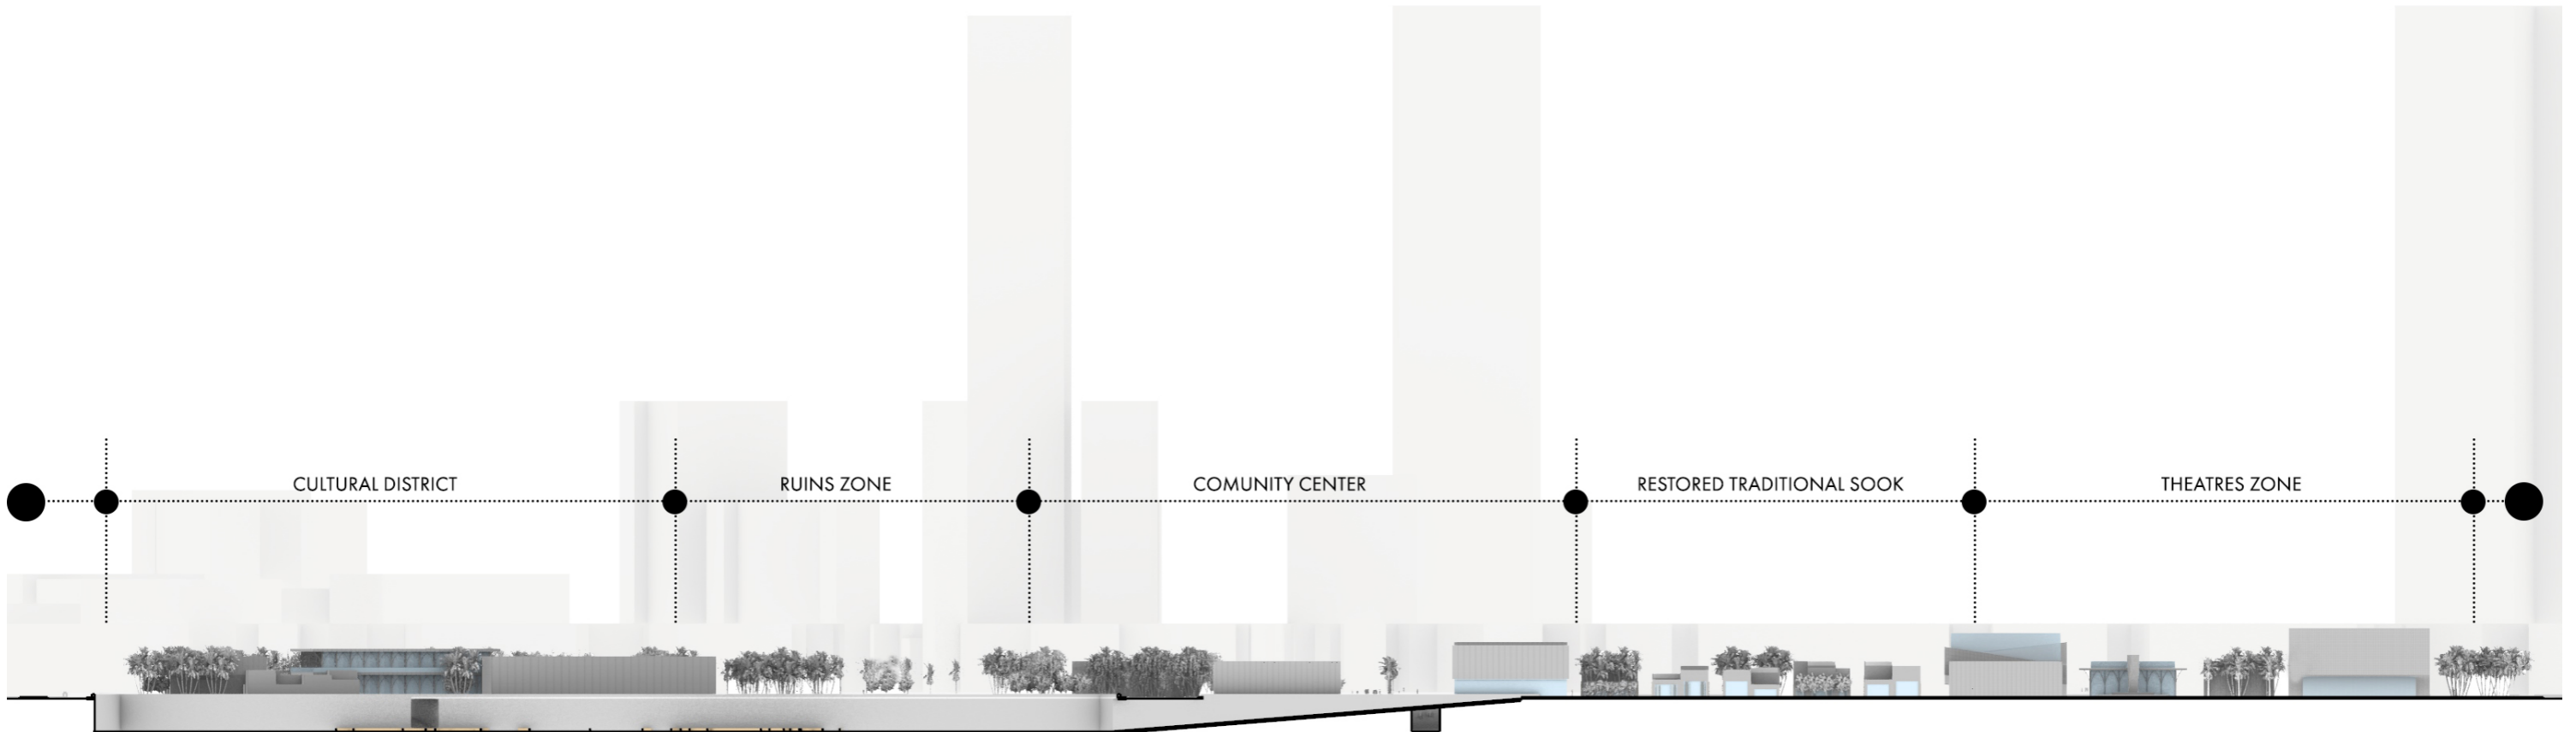 CULTURAL DISTRICT
RUINS ZONE
COMUNITY CENTER
RESTORED TRADITIONAL SOOK
THEATRES ZONE